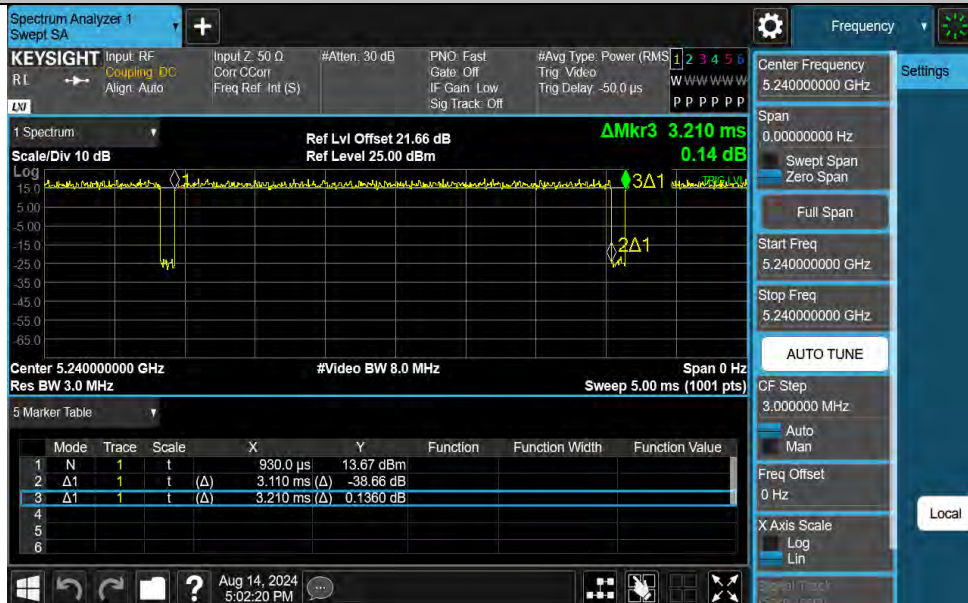 Spectrum Analyzer 1
Swept SA
+
Frequency
KEYSIGHT
RL
LXI
Input: RF
Coupling: DC
Align: Auto
Input Z: 50 Ω
Corr CCorr
Freq Ref: Int (S)
#Atten: 30 dB
PNO: Fast
Gate: Off
IF Gain: Low
Sig Track: Off
#Avg Type: Power (RMS
Trig: Video
Trig Delay: -50.0 µs
1 2 3 4 5 6
W W W W W W
P P P P P P
1 Spectrum
Scale/Div 10 dB
Ref Lvl Offset 21.66 dB
Ref Level 25.00 dBm
ΔMkr3 3.210 ms
0.14 dB
Log
15.0
5.00
-5.00
-15.0
-25.0
-35.0
-45.0
-55.0
-65.0
1
3Δ1
TRIG LVL
2Δ1
Center 5.240000000 GHz
Res BW 3.0 MHz
#Video BW 8.0 MHz
Span 0 Hz
Sweep 5.00 ms (1001 pts)
5 Marker Table
Mode Trace Scale X Y Function Function Width Function Value
1 N 1 t 930.0 µs 13.67 dBm
2 Δ1 1 t (Δ) 3.110 ms (Δ) -38.66 dB
3 Δ1 1 t (Δ) 3.210 ms (Δ) 0.1360 dB
4
5
6
?
Aug 14, 2024
5:02:20 PM
Center Frequency
5.240000000 GHz
Span
0.00000000 Hz
Swept Span
Zero Span
Full Span
Start Freq
5.240000000 GHz
Stop Freq
5.240000000 GHz
AUTO TUNE
CF Step
3.000000 MHz
Auto
Man
Freq Offset
0 Hz
X Axis Scale
Log
Lin
Signal Track
Settings
Local